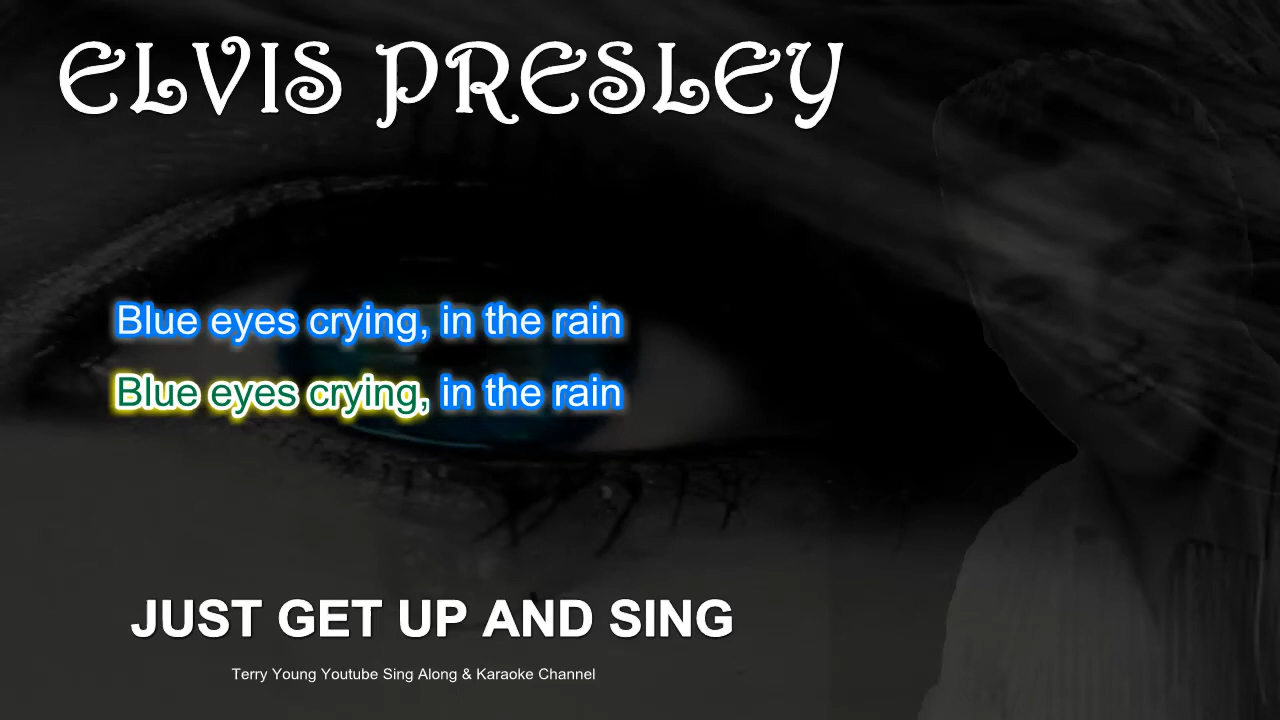 ELVIS PRESLEY
Blue eyes crying, in the rain
Blue eyes crying, in the rain
JUST GET UP AND SING
Terry Young Youtube Sing Along & Karaoke Channel